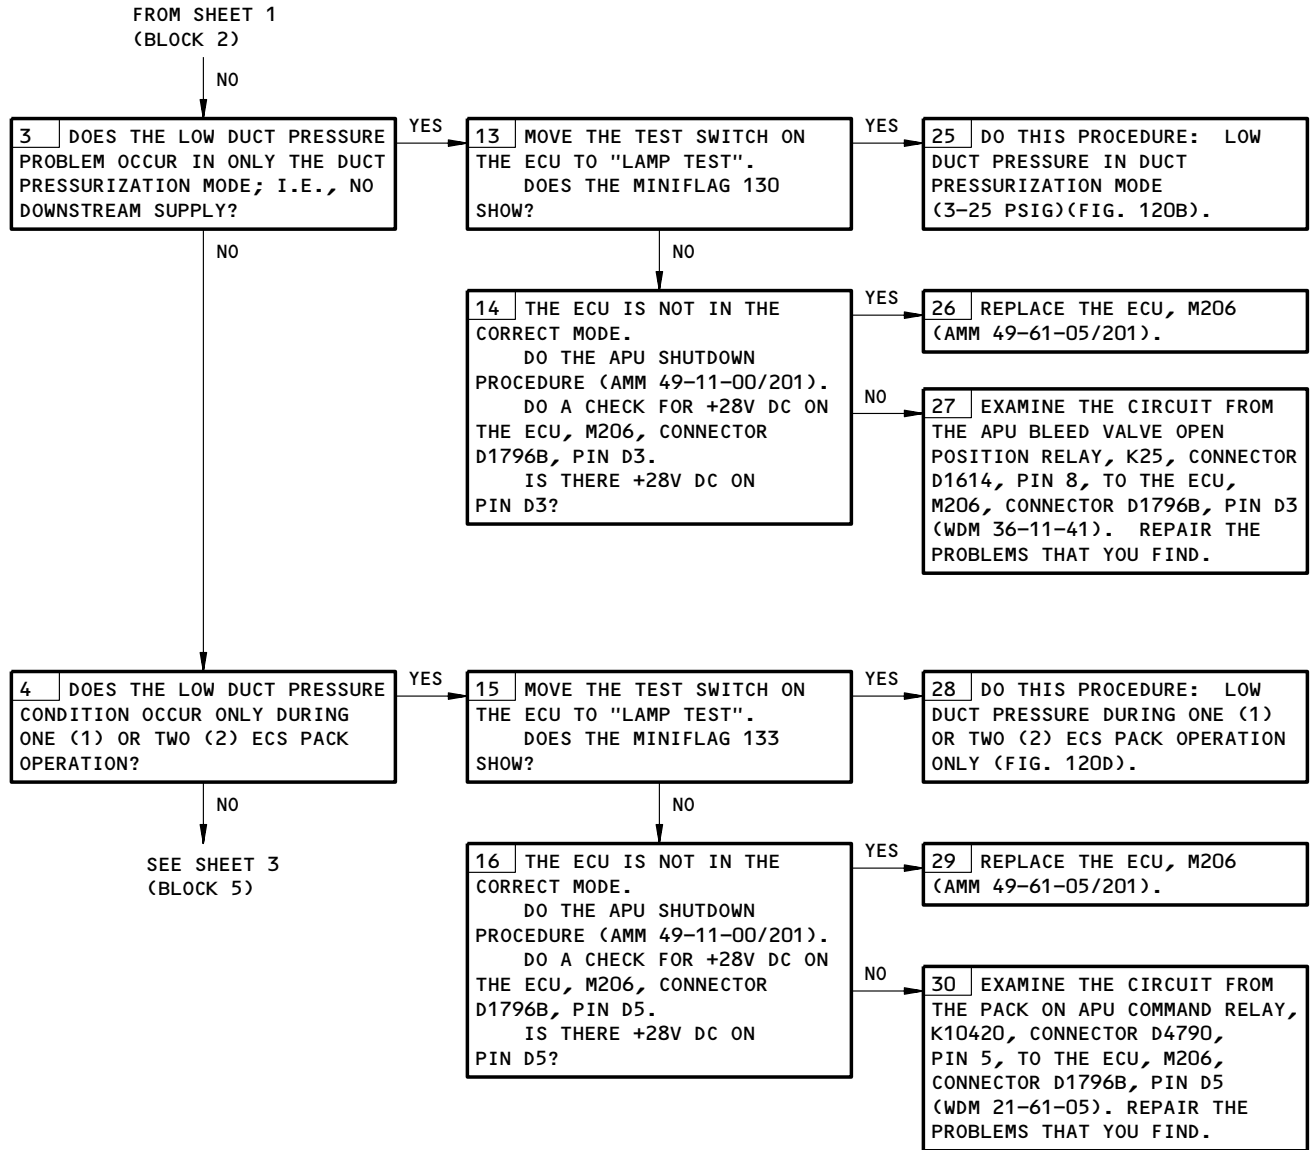 FROM SHEET 1
(BLOCK 2)
NO
3 DOES THE LOW DUCT PRESSURE
PROBLEM OCCUR IN ONLY THE DUCT
PRESSURIZATION MODE; I.E., NO
DOWNSTREAM SUPPLY?
YES
13 MOVE THE TEST SWITCH ON
THE ECU TO "LAMP TEST".
DOES THE MINIFLAG 130
SHOW?
YES
25 DO THIS PROCEDURE: LOW
DUCT PRESSURE IN DUCT
PRESSURIZATION MODE
(3-25 PSIG)(FIG. 120B).
NO
NO
14 THE ECU IS NOT IN THE
CORRECT MODE.
DO THE APU SHUTDOWN
PROCEDURE (AMM 49-11-00/201).
DO A CHECK FOR +28V DC ON
THE ECU, M206, CONNECTOR
D1796B, PIN D3.
IS THERE +28V DC ON
PIN D3?
YES
26 REPLACE THE ECU, M206
(AMM 49-61-05/201).
NO
27 EXAMINE THE CIRCUIT FROM
THE APU BLEED VALVE OPEN
POSITION RELAY, K25, CONNECTOR
D1614, PIN 8, TO THE ECU,
M206, CONNECTOR D1796B, PIN D3
(WDM 36-11-41). REPAIR THE
PROBLEMS THAT YOU FIND.
4 DOES THE LOW DUCT PRESSURE
CONDITION OCCUR ONLY DURING
ONE (1) OR TWO (2) ECS PACK
OPERATION?
YES
15 MOVE THE TEST SWITCH ON
THE ECU TO "LAMP TEST".
DOES THE MINIFLAG 133
SHOW?
YES
28 DO THIS PROCEDURE: LOW
DUCT PRESSURE DURING ONE (1)
OR TWO (2) ECS PACK OPERATION
ONLY (FIG. 120D).
NO
SEE SHEET 3
(BLOCK 5)
NO
16 THE ECU IS NOT IN THE
CORRECT MODE.
DO THE APU SHUTDOWN
PROCEDURE (AMM 49-11-00/201).
DO A CHECK FOR +28V DC ON
THE ECU, M206, CONNECTOR
D1796B, PIN D5.
IS THERE +28V DC ON
PIN D5?
YES
29 REPLACE THE ECU, M206
(AMM 49-61-05/201).
NO
30 EXAMINE THE CIRCUIT FROM
THE PACK ON APU COMMAND RELAY,
K10420, CONNECTOR D4790,
PIN 5, TO THE ECU, M206,
CONNECTOR D1796B, PIN D5
(WDM 21-61-05). REPAIR THE
PROBLEMS THAT YOU FIND.